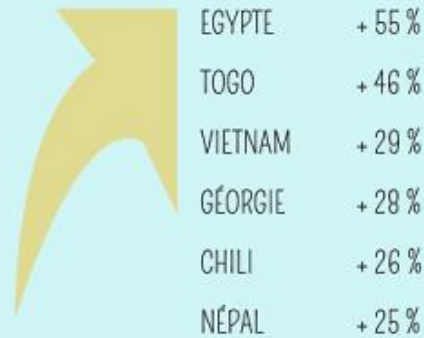 EGYPTE + 55 %
TOGO + 46 %
VIETNAM + 29 %
GÉORGIE + 28 %
CHILI + 26 %
NÉPAL + 25 %